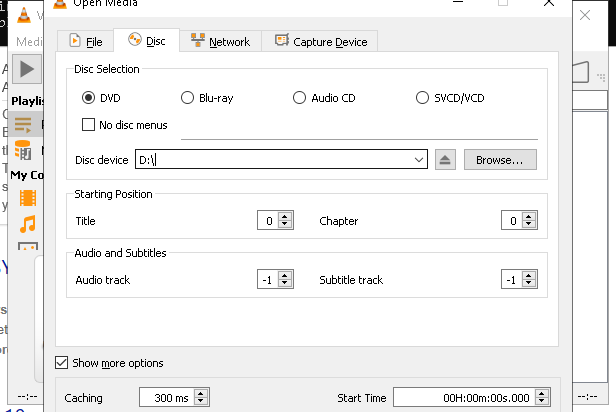 Open Media
Medi
File
Disc
Network
Capture Device
Disc Selection
DVD
Blu-ray
Audio CD
SVCD/VCD
No disc menus
Playlis
Disc device
D:\
Browse...
My Co
Starting Position
Title
0
Chapter
0
Audio and Subtitles
Audio track
-1
Subtitle track
-1
Show more options
Caching
300 ms
Start Time
00H:00m:00s.000
--:--
--:--